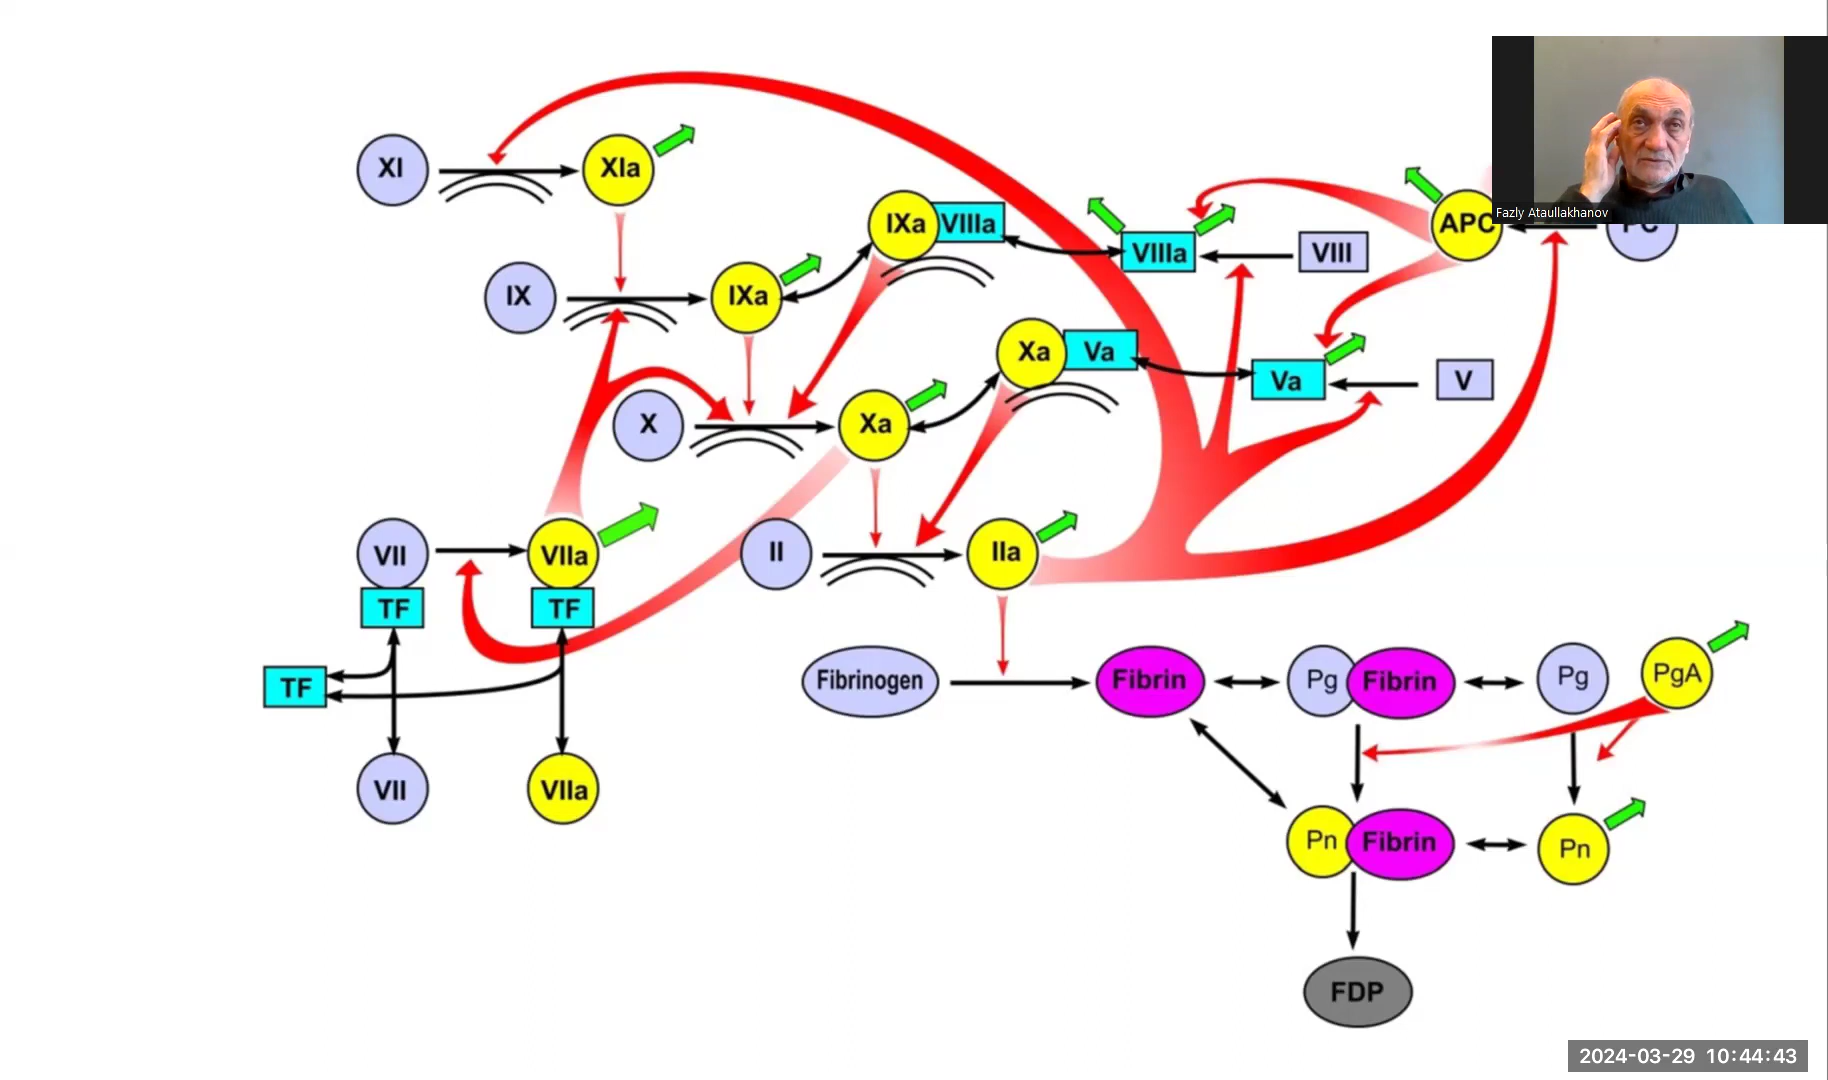 XI
XIa
IXa
VIIIa
VIIIa
VIII
APC
PC
Fazly Ataullakhanov
IX
IXa
Xa
Va
Va
V
X
Xa
VII
VIIa
II
IIa
TF
TF
TF
Fibrinogen
Fibrin
Pg
Fibrin
Pg
PgA
VII
VIIa
Pn
Fibrin
Pn
FDP
2024-03-29 10:44:43